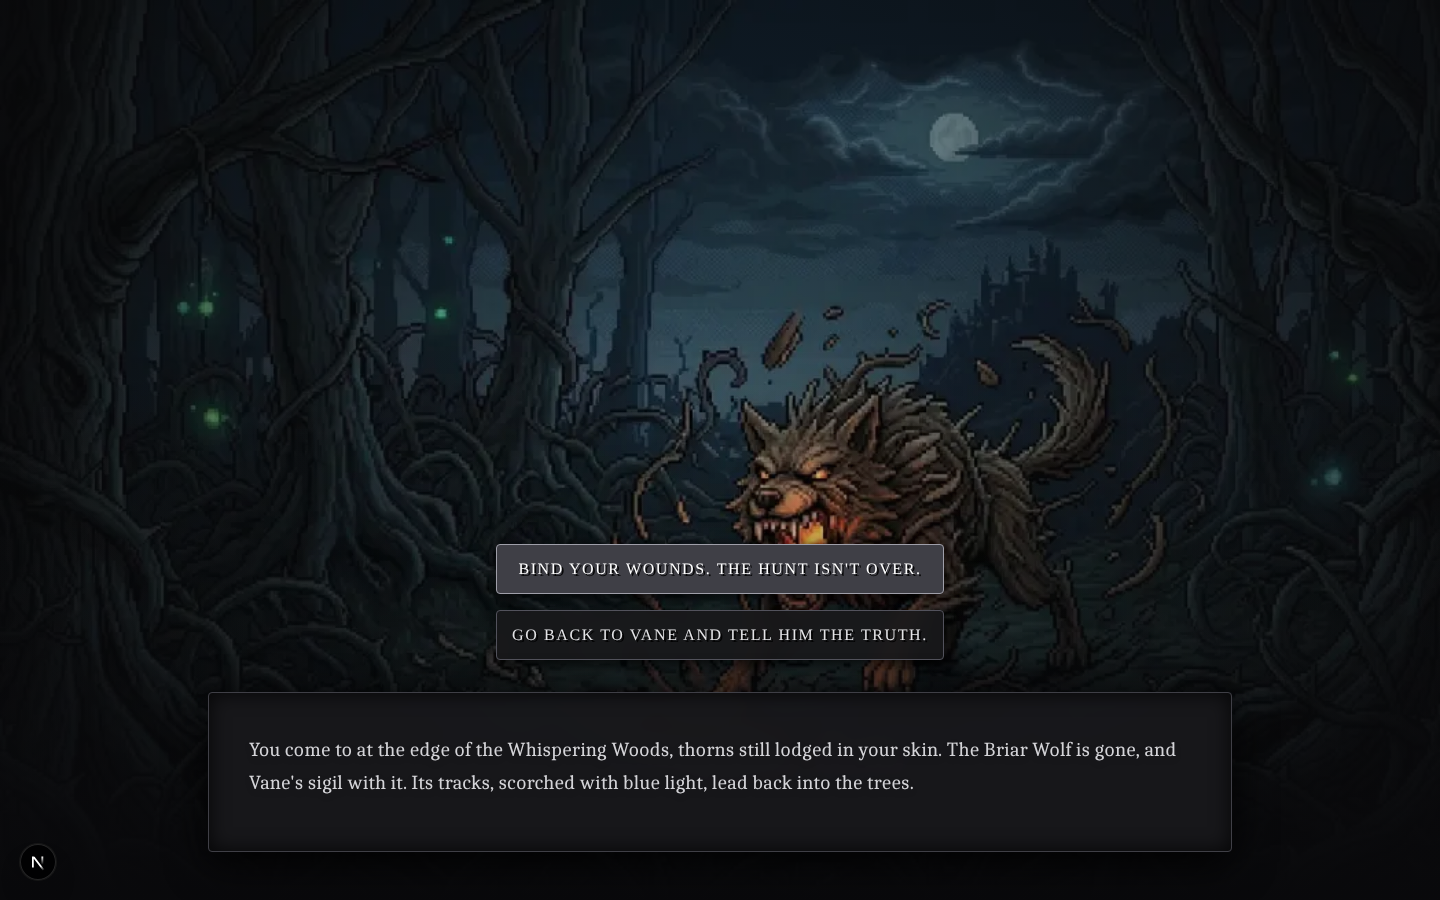 BIND YOUR WOUNDS. THE HUNT ISN'T OVER.
GO BACK TO VANE AND TELL HIM THE TRUTH.
You come to at the edge of the Whispering Woods, thorns still lodged in your skin. The Briar Wolf is gone, and
Vane's sigil with it. Its tracks, scorched with blue light, lead back into the trees.
N